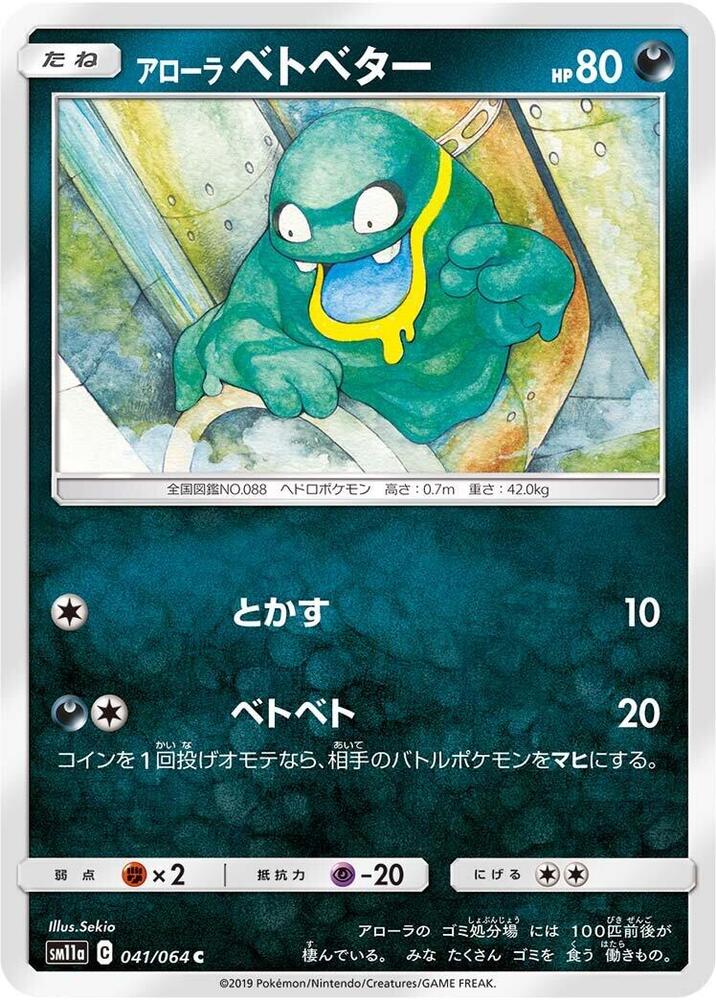 たね アローラ ベトベター HP 80
全国図鑑NO.088 ヘドロポケモン 高さ:0.7m 重さ:42.0kg
とかす 10
ベトベト 20
コインを1回投げオモテなら、相手のバトルポケモンをマヒにする。
弱点 ×2 抵抗力 -20 にげる
Illus.Sekio
sm11a C 041/064 C
アローラの ゴミ処分場 には 100匹前後が
棲んでいる。 みな たくさん ゴミを 食う 働きもの。
©2019 Pokémon/Nintendo/Creatures/GAME FREAK.